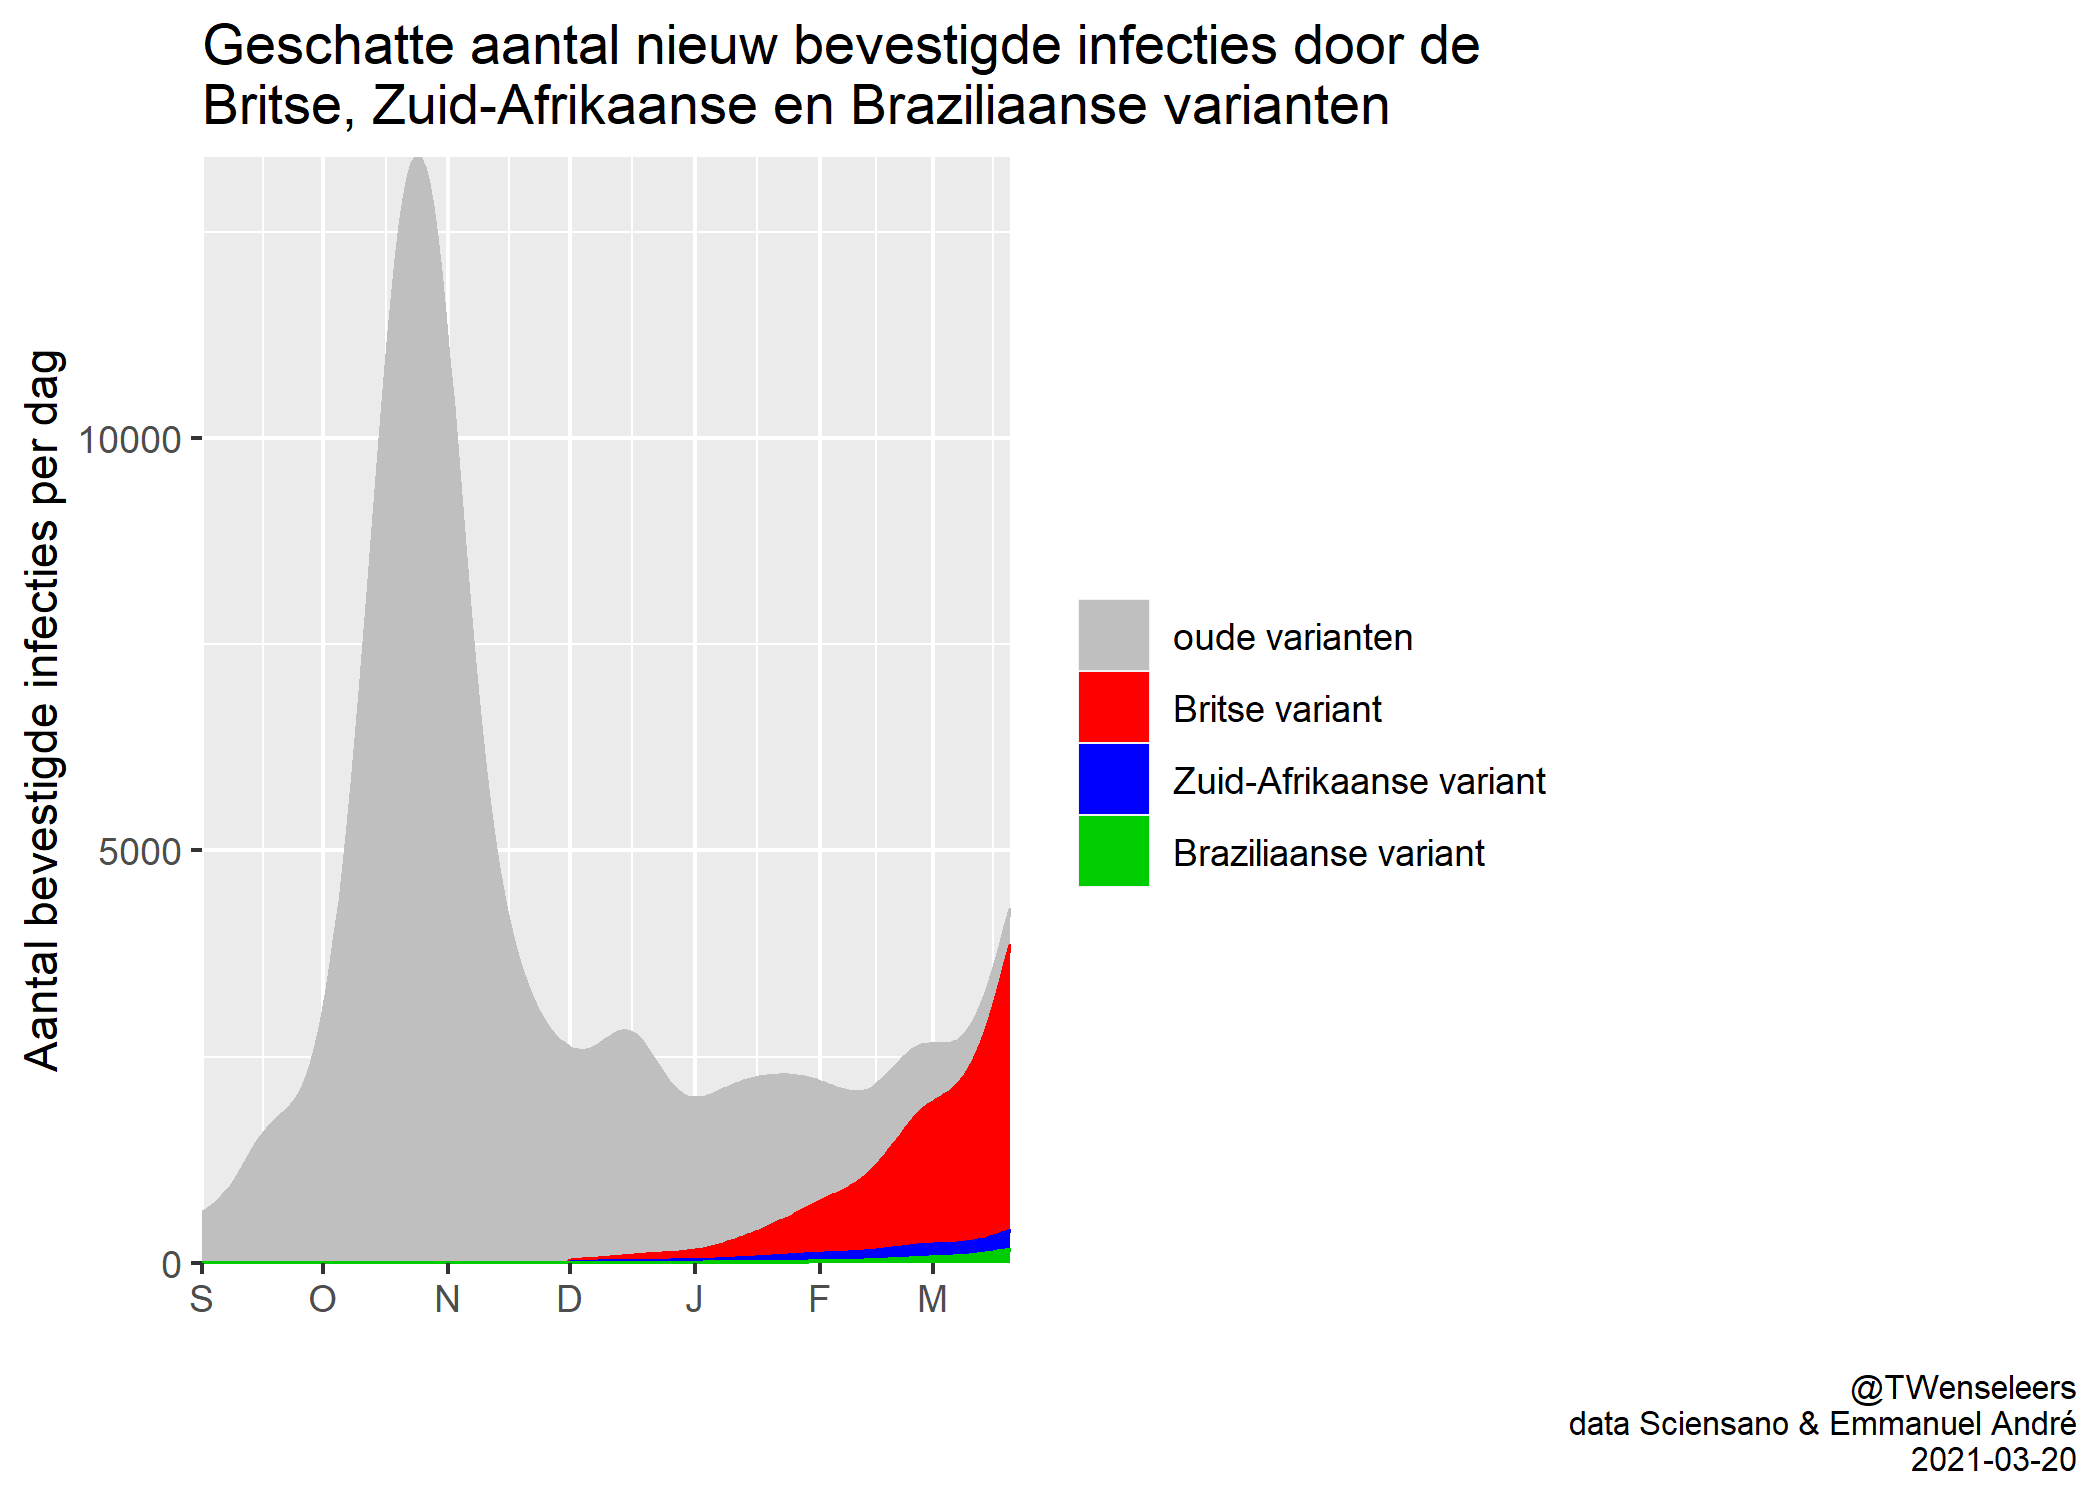 Geschatte aantal nieuw bevestigde infecties door de
Britse, Zuid-Afrikaanse en Braziliaanse varianten
Aantal bevestigde infecties per dag
10000
5000
0
S O N D J F M
oude varianten
Britse variant
Zuid-Afrikaanse variant
Braziliaanse variant
@TWenseleers
data Sciensano & Emmanuel André
2021-03-20